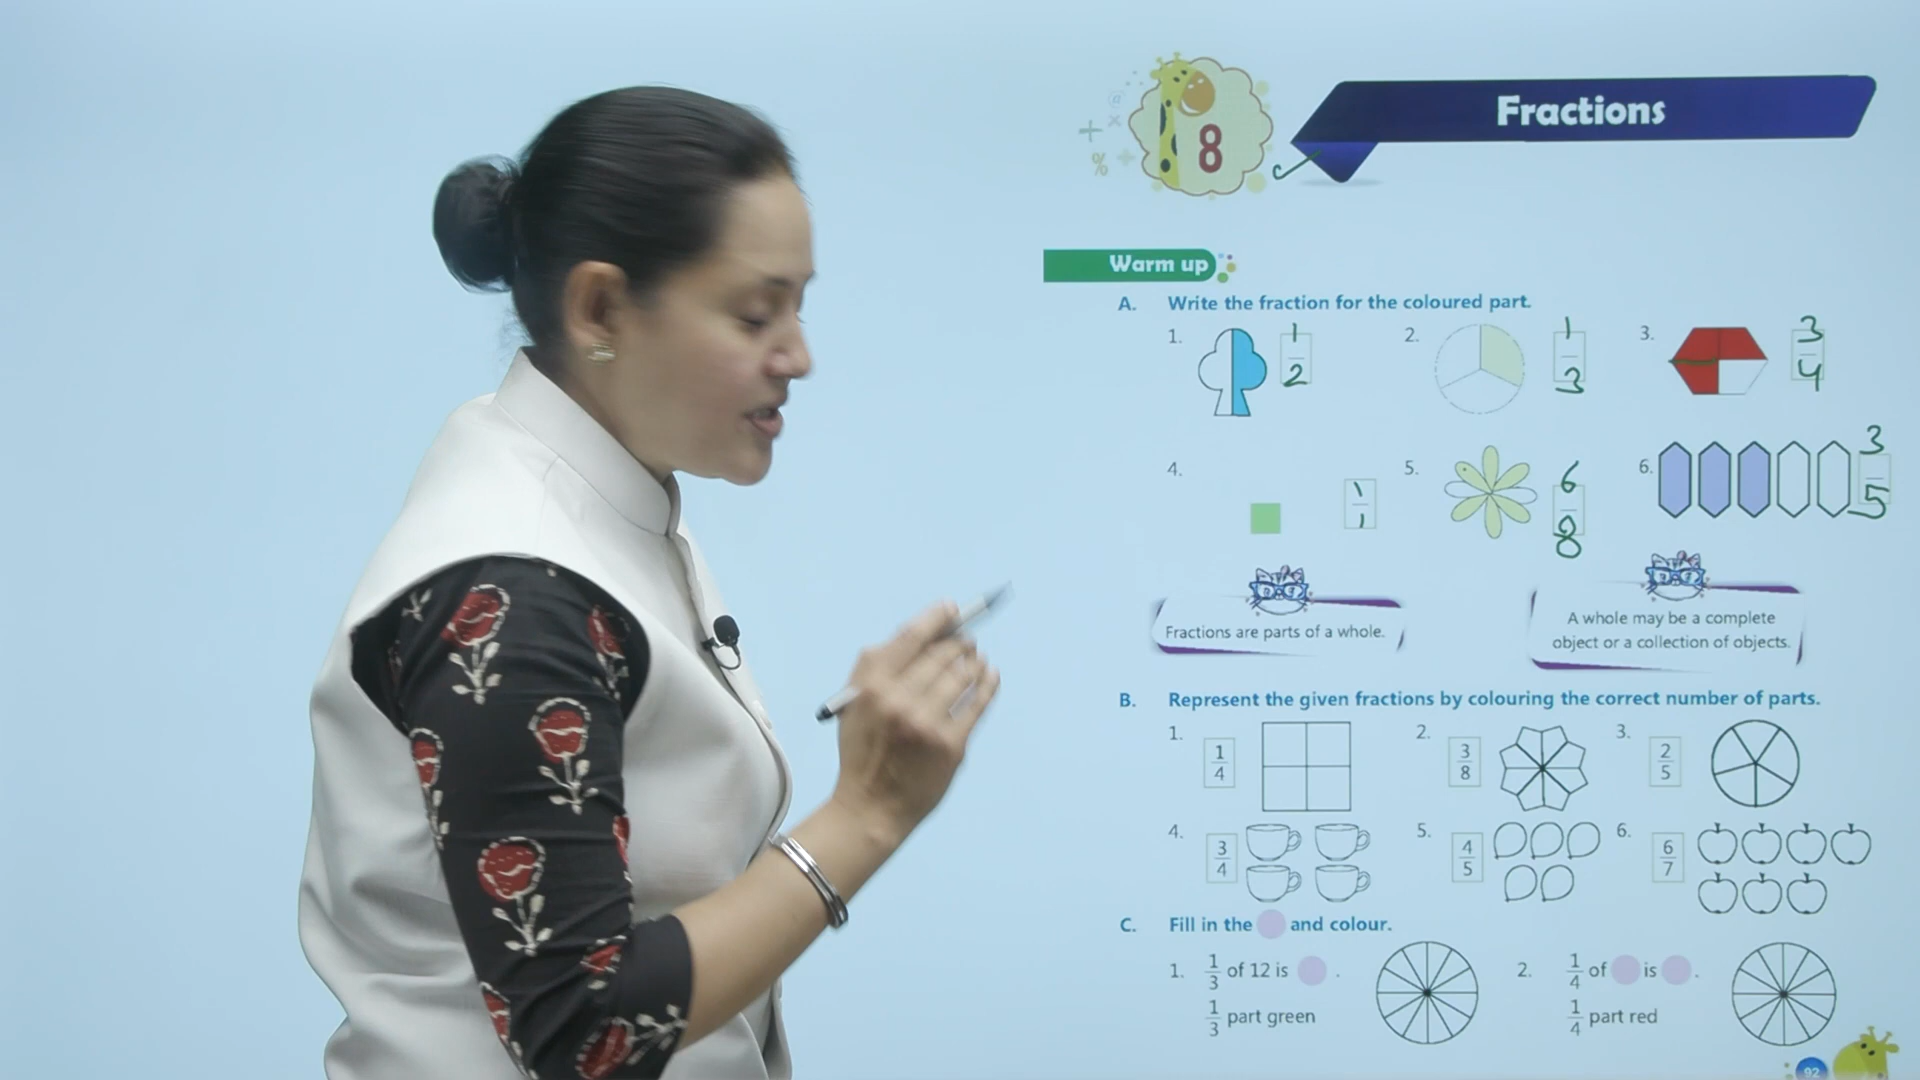 8
Fractions
Warm up
A. Write the fraction for the coloured part.
1. 1/2 2. 1/3 3. 3/4
4. 1/1 5. 6/8 6. 3/5
Fractions are parts of a whole.
A whole may be a complete
object or a collection of objects.
B. Represent the given fractions by colouring the correct number of parts.
1. 1/4 2. 3/8 3. 2/5
4. 3/4 5. 4/5 6. 6/7
C. Fill in the and colour.
1. 1/3 of 12 is .
1/3 part green
2. 1/4 of is .
1/4 part red
92